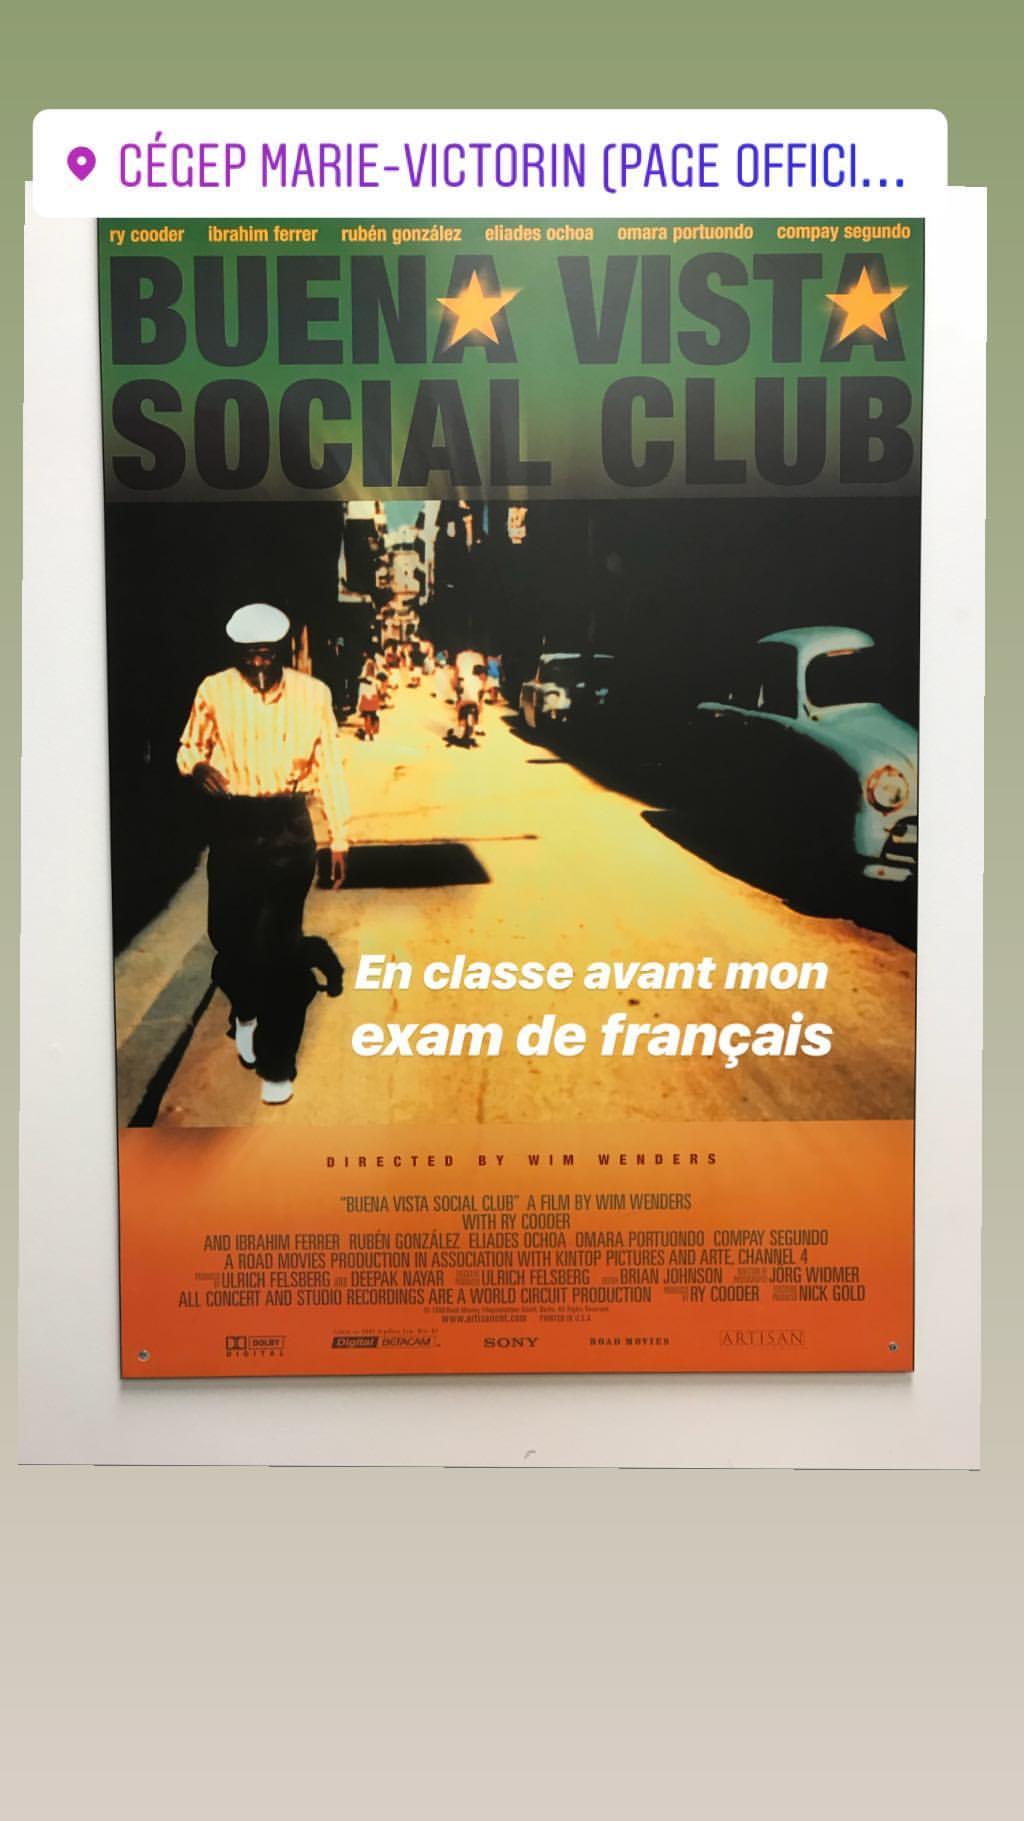 CÉGEP MARIE-VICTORIN (PAGE OFFICI...
ry cooder ibrahim ferrer rubén gonzález eliades ochoa omara portuondo compay segundo
BUENA VISTA
SOCIAL CLUB
En classe avant mon
exam de français
DIRECTED BY WIM WENDERS
"BUENA VISTA SOCIAL CLUB" A FILM BY WIM WENDERS
WITH RY COODER
AND IBRAHIM FERRER RUBÉN GONZÁLEZ ELIADES OCHOA OMARA PORTUONDO COMPAY SEGUNDO
A ROAD MOVIES PRODUCTION IN ASSOCIATION WITH KINTOP PICTURES AND ARTE, CHANNEL 4
ULRICH FELSBERG AND DEEPAK NAYAR ULRICH FELSBERG BRIAN JOHNSON JÖRG WIDMER
ALL CONCERT AND STUDIO RECORDINGS ARE A WORLD CIRCUIT PRODUCTION RY COODER NICK GOLD
www.artisanent.com PRINTED IN U.S.A
DOLBY DIGITAL Digital BETACAM SONY ROAD MOVIES ARTISAN